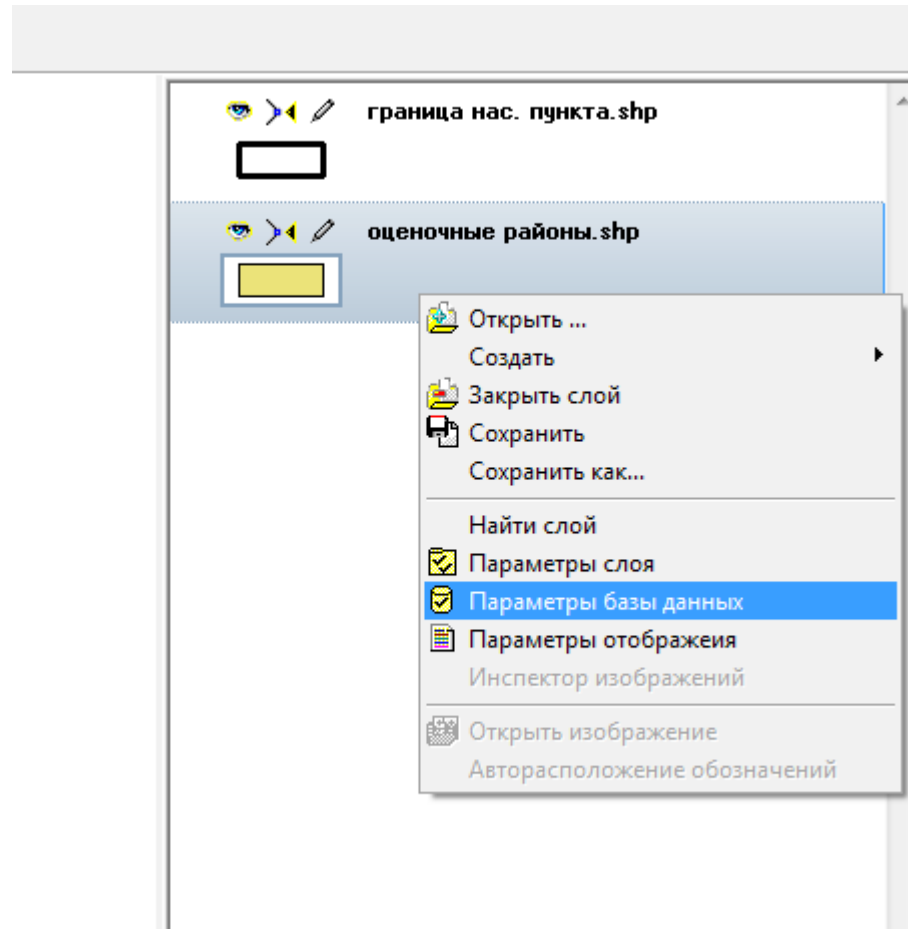 граница нас. пункта.shp
оценочные районы.shp
Открыть ...
Создать
Закрыть слой
Сохранить
Сохранить как...
Найти слой
Параметры слоя
Параметры базы данных
Параметры отображеия
Инспектор изображений
Открыть изображение
Авторасположение обозначений